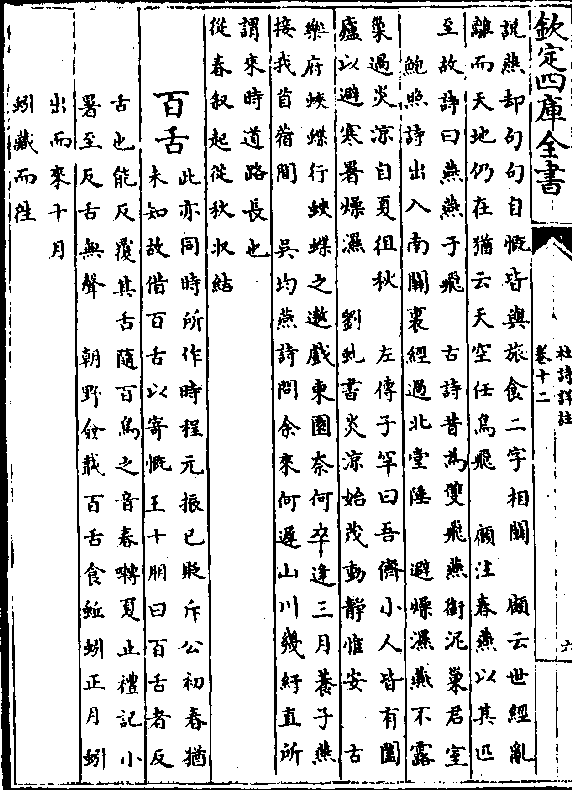 欽定四庫全書
杜詩詳註
卷十二
六
說燕却句句自慨皆與旅食二字相關　顧云世經亂
離而天地仍在猶云天空任鳥飛　顧注春燕以其匹
至故詩曰燕燕于飛　古詩昔為雙飛燕銜泥巢君室
鮑照詩出入南關裏經過北堂陲　避燥濕燕不露
巢過炎涼自夏徂秋　左傳子罕曰吾儕小人皆有闔
廬以避寒暑燥濕　劉虬書炎涼始茂動靜惟安　古
樂府蛺蝶行蛺蝶之遨戲東園奈何卒逢三月養子燕
接我苜蓿間　吳均燕詩問余來何遲山川幾紆直所
謂來時道路長也
從春叙起從秋收結
百舌
此亦同時所作時程元振已貶斥公初春猶
未知故借百舌以寄慨王十朋曰百舌者反
舌也能反覆其舌隨百鳥之音春囀夏止禮記小
暑至反舌無聲　朝野僉載百舌食蚯蚓正月蚓
出而來十月
蚓藏而往